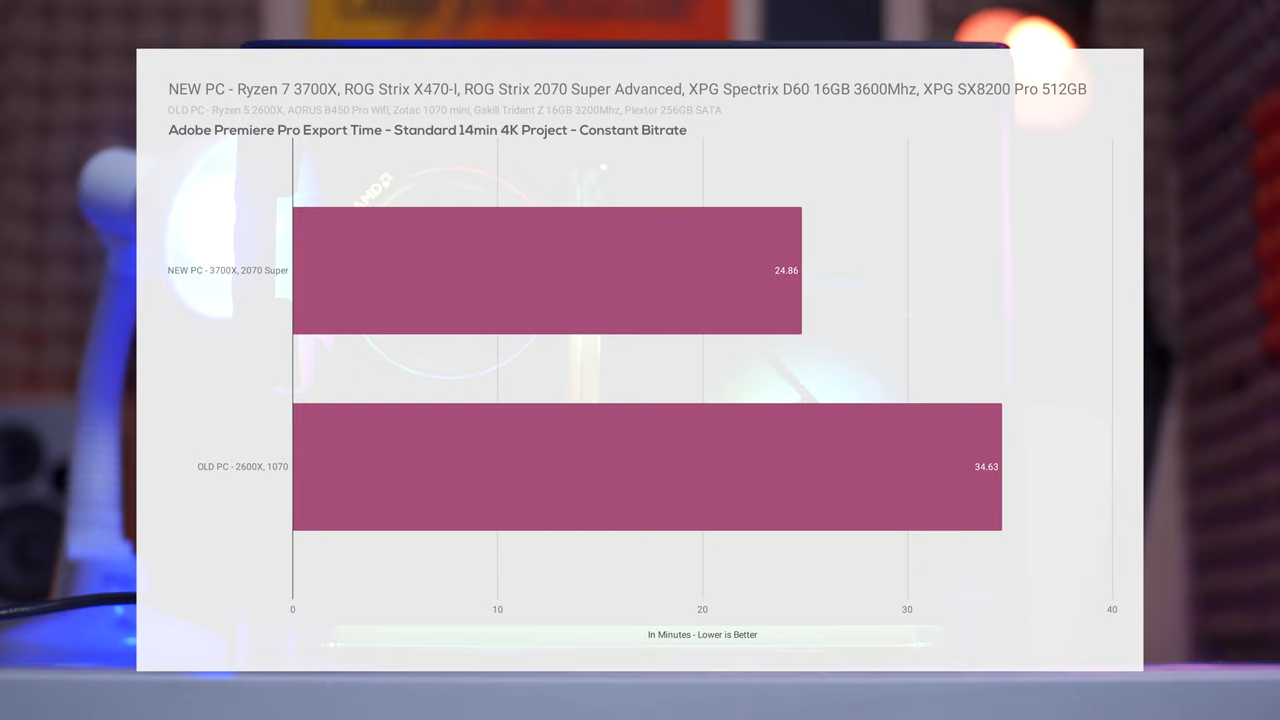 NEW PC - Ryzen 7 3700X, ROG Strix X470-I, ROG Strix 2070 Super Advanced, XPG Spectrix D60 16GB 3600Mhz, XPG SX8200 Pro 512GB
OLD PC - Ryzen 5 2600X, AORUS B450 Pro Wifi, Zotac 1070 mini, Gskill Trident Z 16GB 3200Mhz, Plextor 256GB SATA
Adobe Premiere Pro Export Time - Standard 14min 4K Project - Constant Bitrate
AMD
NEW PC - 3700X, 2070 Super
24.86
OLD PC - 2600X, 1070
34.63
0 10 20 30 40
In Minutes - Lower is Better